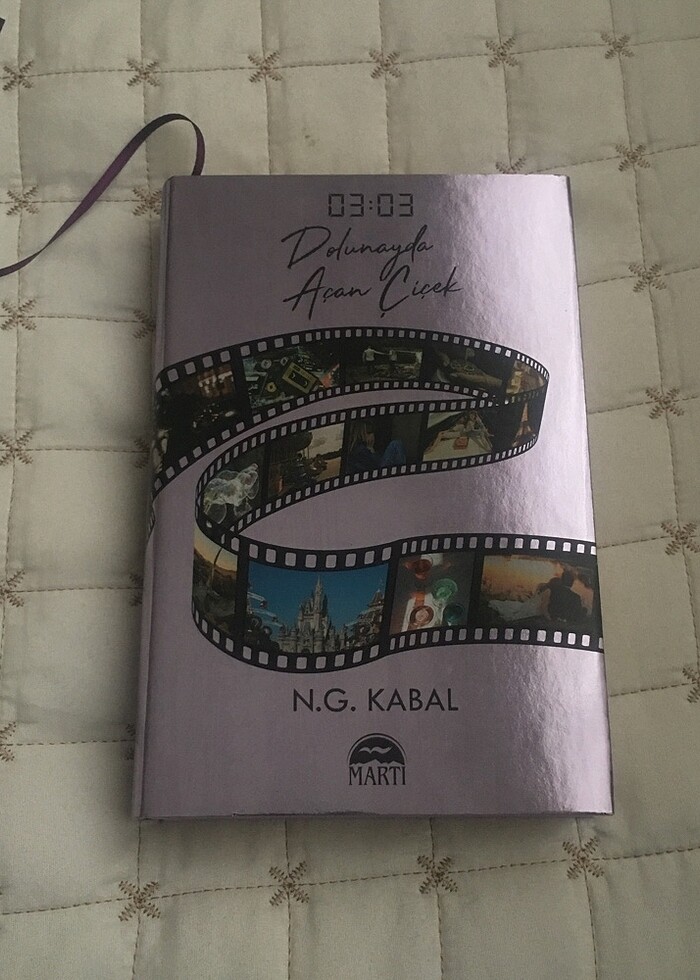 03:03
Dolunayda
Açan Çiçek
N.G. KABAL
MARTI